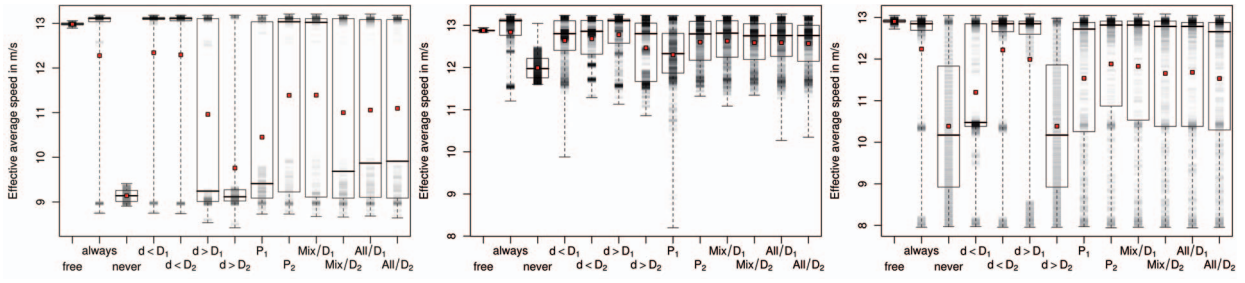 Effective average speed in m/s
13
12
11
10
9
always d < D₁ d > D₁ P₁ Mix/D₁ All/D₁
free never d < D₂ d > D₂ P₂ Mix/D₂ All/D₂
Effective average speed in m/s
13
12
11
10
9
8
always d < D₁ d > D₁ P₁ Mix/D₁ All/D₁
free never d < D₂ d > D₂ P₂ Mix/D₂ All/D₂
Effective average speed in m/s
13
12
11
10
9
8
always d < D₁ d > D₁ P₁ Mix/D₁ All/D₁
free never d < D₂ d > D₂ P₂ Mix/D₂ All/D₂